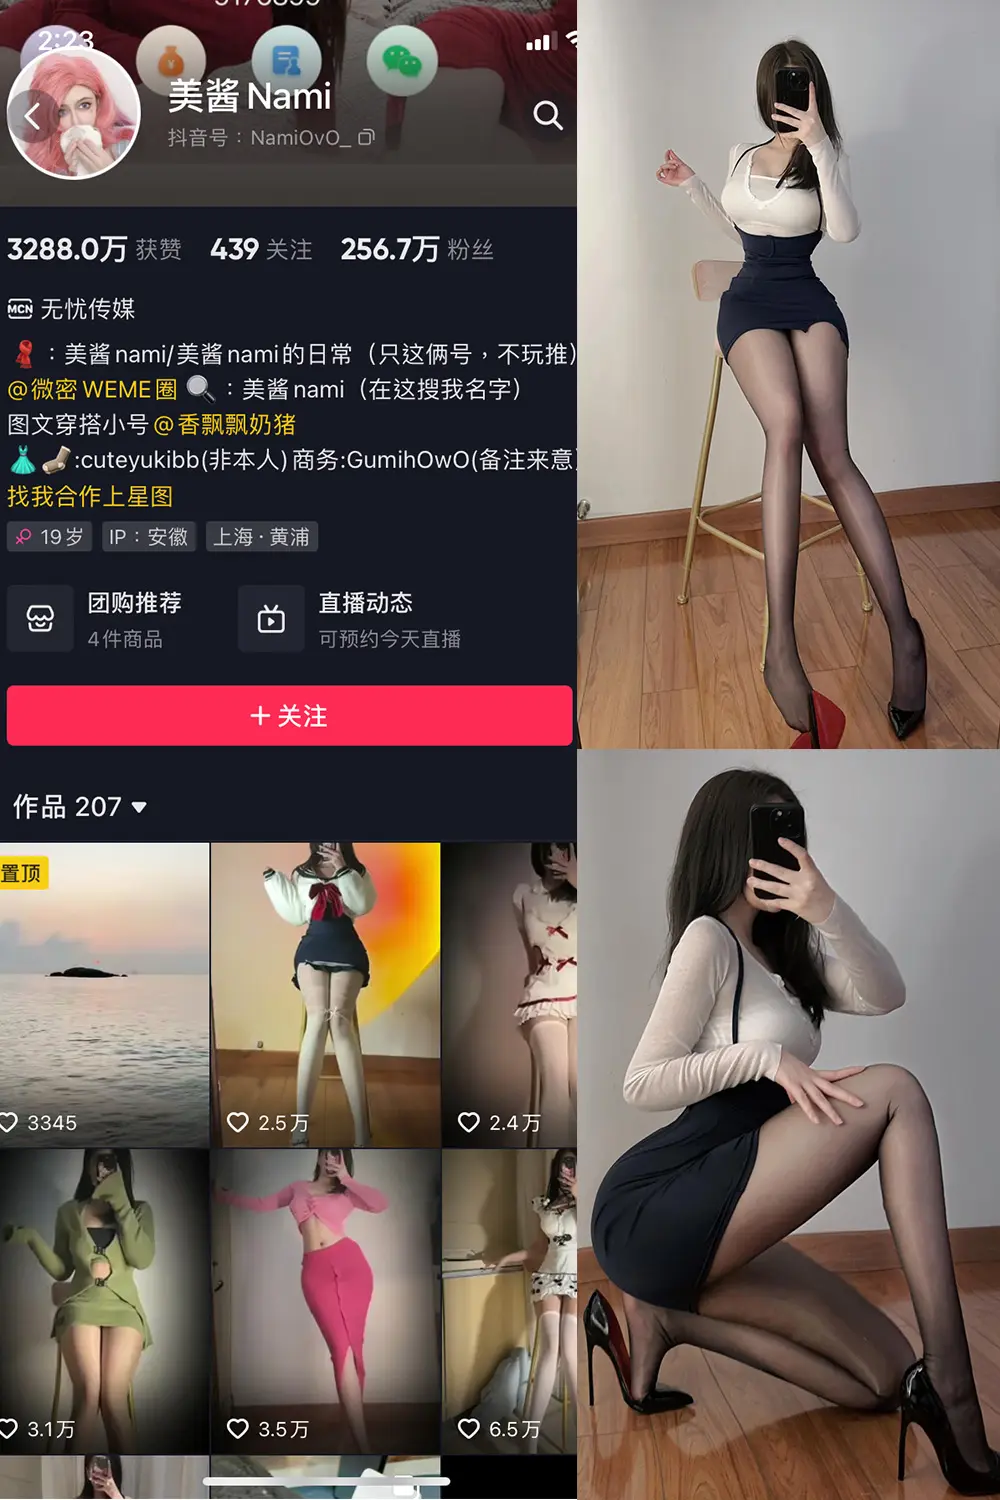 2:23
美酱 Nami
抖音号：NamiOvO_
3288.0万 获赞 439 关注 256.7万 粉丝
MCN 无忧传媒
：美酱nami/美酱nami的日常（只这俩号，不玩推）
@微密WEME圈 ：美酱nami（在这搜我名字）
图文穿搭小号@香飘飘奶猪
:cuteyukibb(非本人)商务:GumihOwO(备注来意
找我合作上星图
19岁 IP：安徽 上海·黄浦
团购推荐 直播动态
4件商品 可预约今天直播
+ 关注
作品 207
置顶
3345 2.5万 2.4万
3.1万 3.5万 6.5万